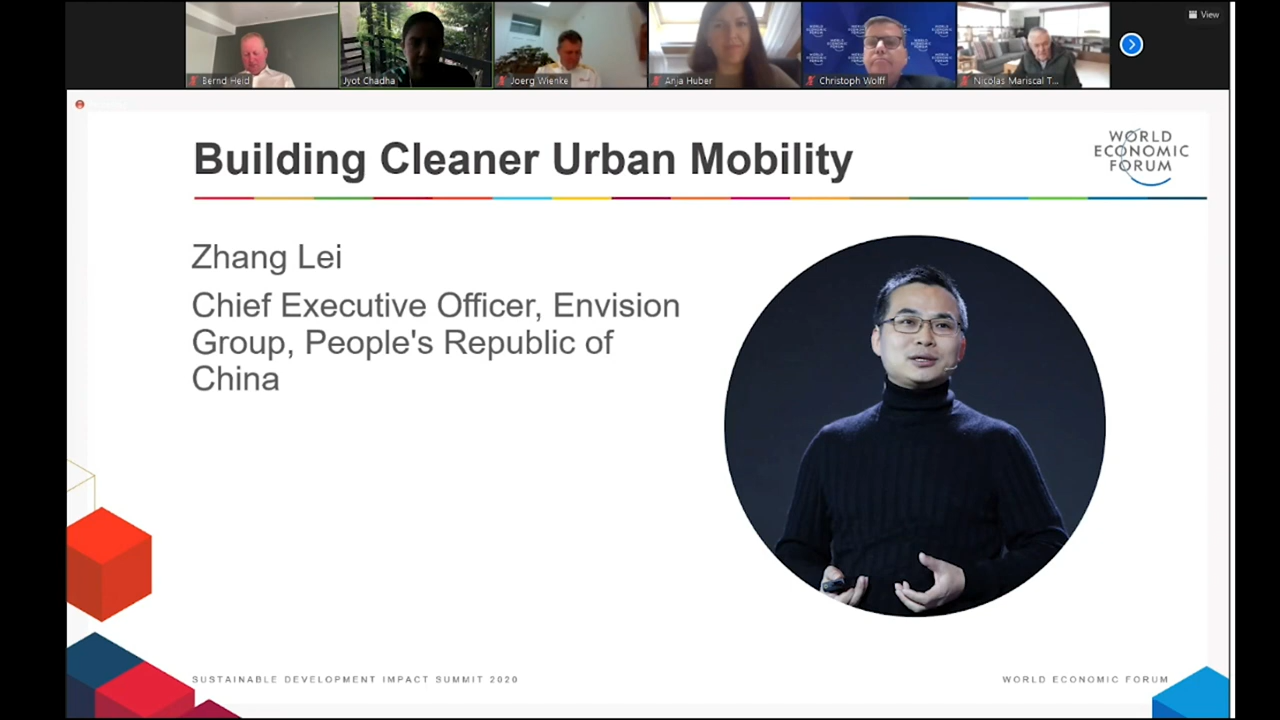 View
Bernd Heid
Jyot Chadha
Joerg Wienke
Anja Huber
Christoph Wolff
Nicolas Mariscal T...
Building Cleaner Urban Mobility
WORLD
ECONOMIC
FORUM
Zhang Lei
Chief Executive Officer, Envision
Group, People's Republic of
China
SUSTAINABLE DEVELOPMENT IMPACT SUMMIT 2020
WORLD ECONOMIC FORUM